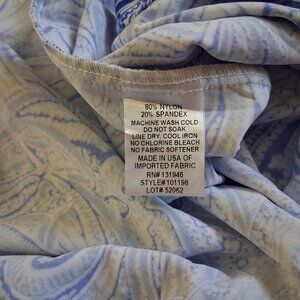 80% NYLON
20% SPANDEX
MACHINE WASH COLD
DO NOT SOAK
LINE DRY. COOL IRON
NO CHLORINE BLEACH
NO FABRIC SOFTENER
MADE IN USA OF
IMPORTED FABRIC
RN# 131946
STYLE#101198
LOT# 52062